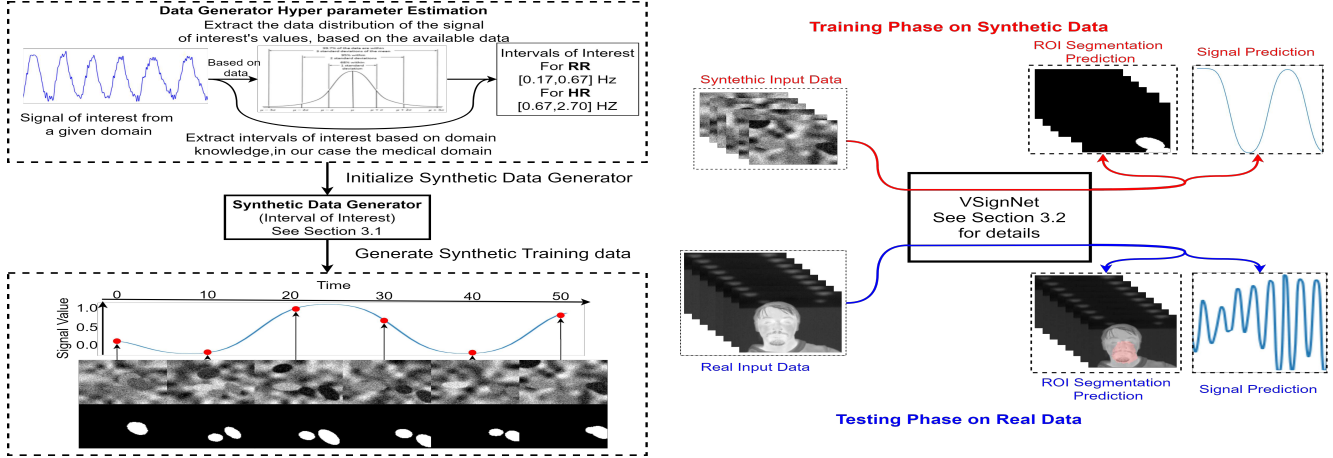 Data Generator Hyper parameter Estimation
Extract the data distribution of the signal
of interest's values, based on the available data
Based on
data
Signal of interest from
a given domain
Intervals of Interest
For RR
[0.17,0.67] Hz
For HR
[0.67,2.70] HZ
Extract intervals of interest based on domain
knowledge,in our case the medical domain
Initialize Synthetic Data Generator
Synthetic Data Generator
(Interval of Interest)
See Section 3.1
Generate Synthetic Training data
Time
0 10 20 30 40 50
Signal Value
1.0
0.5
0.0
Training Phase on Synthetic Data
Syntethic Input Data
ROI Segmentation
Prediction
Signal Prediction
VSignNet
See Section 3.2
for details
Real Input Data
ROI Segmentation
Prediction
Signal Prediction
Testing Phase on Real Data